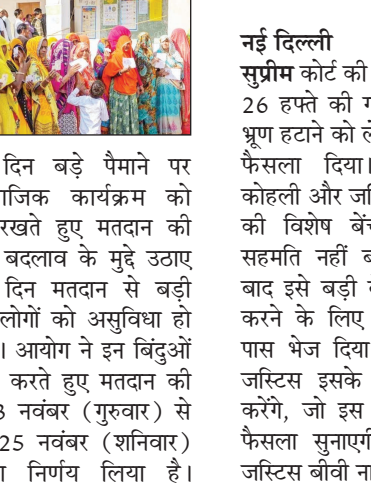 दिन बड़े पैमाने पर
कार्यक्रम को
रखते हुए मतदान की
बदलाव के मुद्दे उठाए
दिन मतदान से बड़ी
लोगों को असुविधा हो
। आयोग ने इन बिंदुओं
करते हुए मतदान की
नवंबर (गुरुवार) से
25 नवंबर (शनिवार)
निर्णय लिया है।
नई दिल्ली
सुप्रीम कोर्ट की
26 हफ्ते की
भ्रूण हटाने को
फैसला दिया।
कोहली और
की विशेष
सहमति नहीं
बाद इसे बड़ी
करने के लिए
पास भेज दिया
जस्टिस इसके
करेंगे, जो इस
फैसला
जस्टिस बीवी